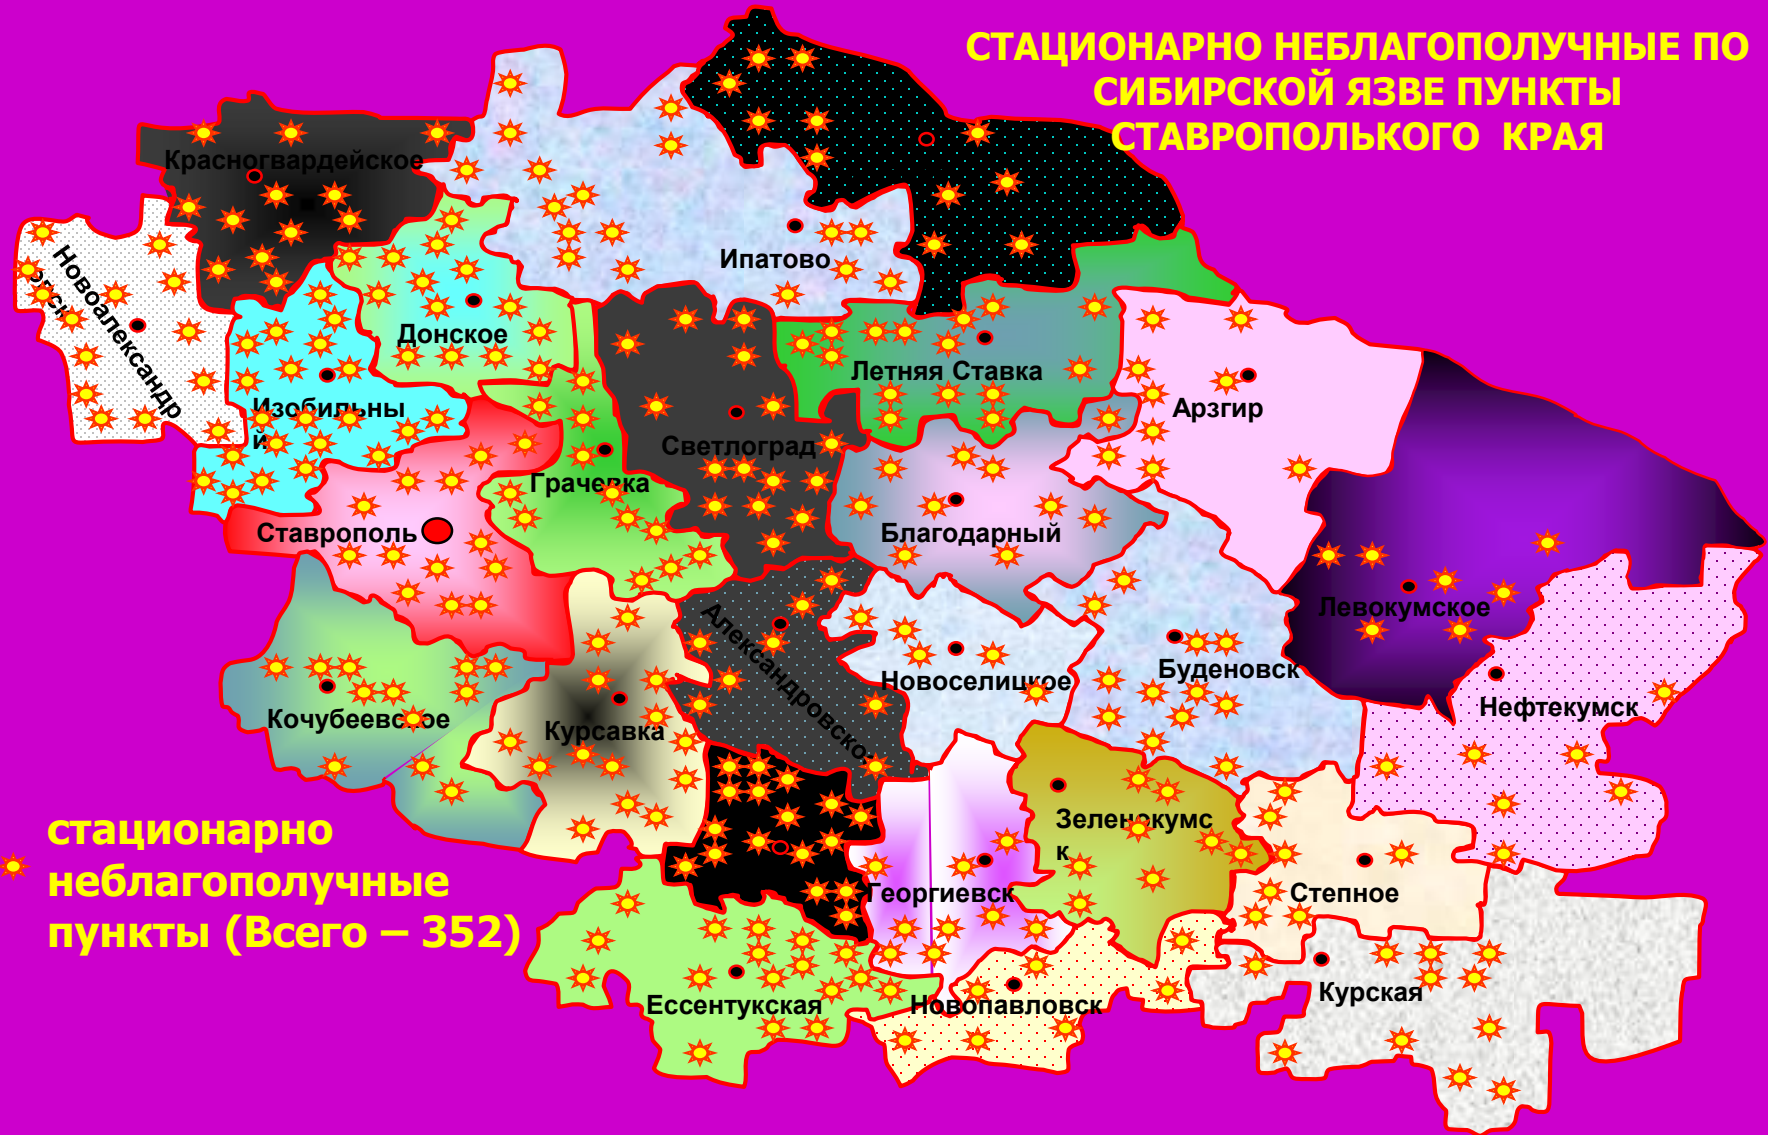 СТАЦИОНАРНО НЕБЛАГОПОЛУЧНЫЕ ПО
СИБИРСКОЙ ЯЗВЕ ПУНКТЫ
СТАВРОПОЛЬКОГО КРАЯ
Красногвардейское
Новоалександр
Ипатово
Донское
Летняя Ставка
Изобильны
й
Арзгир
Светлоград
Грачевка
Ставрополь
Благодарный
Левокумское
Александровско
Новоселицкое
Буденовск
Нефтекумск
Кочубеевское
Курсавка
Зеленокумс
к
Георгиевск
Степное
Ессентукская
Новопавловск
Курская
стационарно
неблагополучные
пункты (Всего – 352)